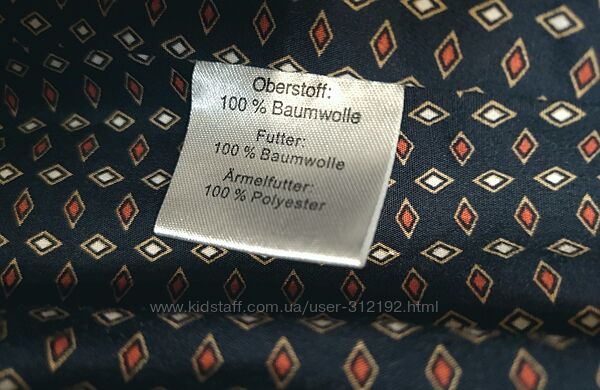 Oberstoff:
100 % Baumwolle
Futter:
100 % Baumwolle
Ärmelfutter:
100 % Polyester
www.kidstaff.com.ua/user-312192.html